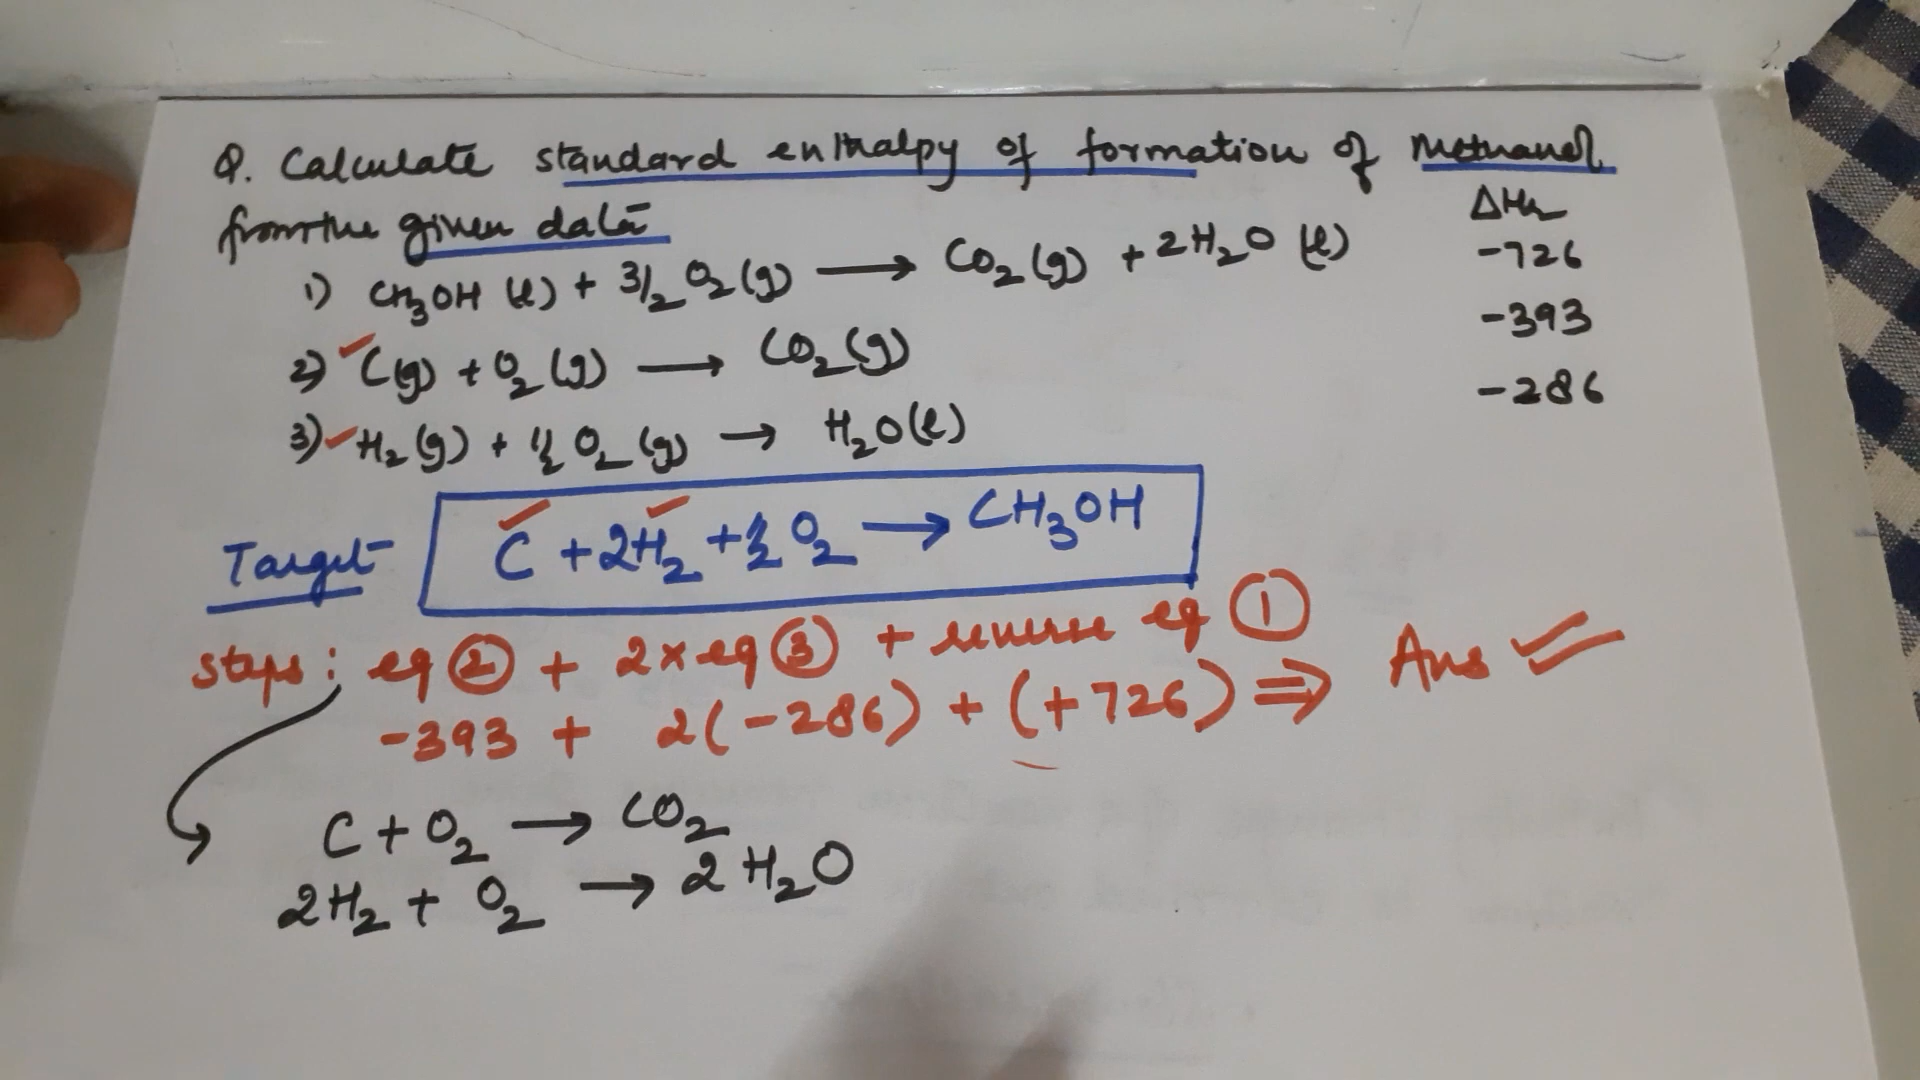 Q. Calculate standard enthalpy of formation of Methanol
from the given data
ΔHr
1) CH3OH (l) + 3/2 O2 (g) → CO2 (g) + 2H2O (l) -726
2) C(g) + O2 (g) → CO2 (g) -393
3) H2 (g) + 1/2 O2 (g) → H2O(l) -286
Target C + 2H2 + 1/2 O2 → CH3OH
Steps: eq ② + 2 x eq ③ + reverse eq ①
-393 + 2(-286) + (+726) ⇒ Ans
C + O2 → CO2
2H2 + O2 → 2H2O